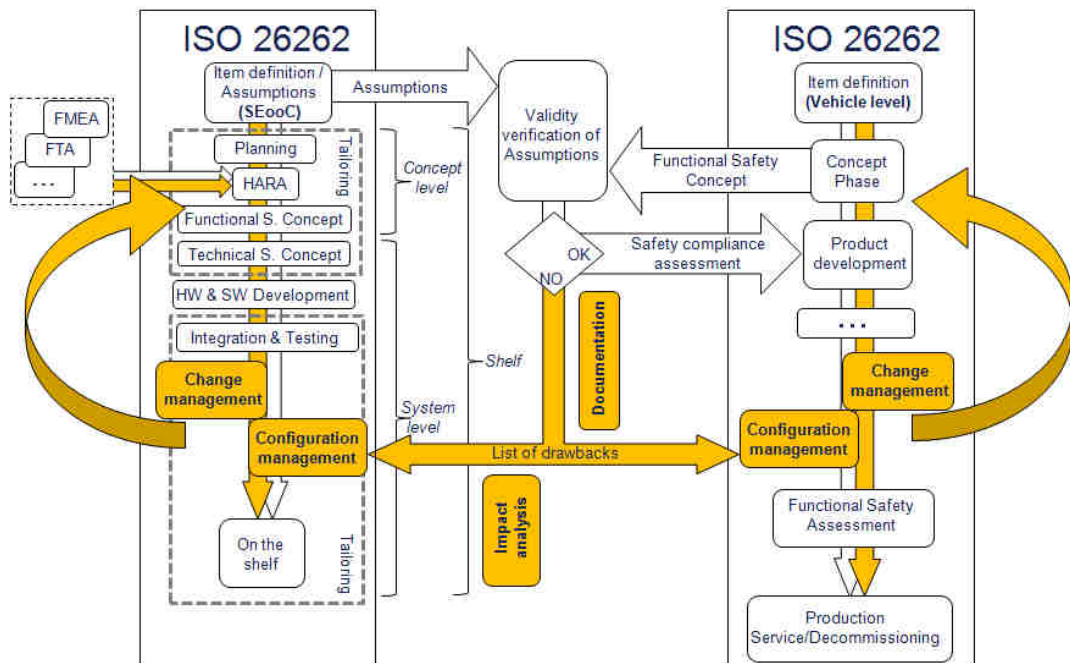 ISO 26262
Item definition /
Assumptions
(SEooC)
FMEA
FTA
...
Tailoring
Planning
HARA
Functional S. Concept
Technical S. Concept
HW & SW Development
Integration & Testing
Change
management
Configuration
management
On the
shelf
Tailoring
Concept
level
System
level
Shelf
Assumptions
Validity
verification of
Assumptions
Functional Safety
Concept
OK
NO
Safety compliance
assessment
Documentation
List of drawbacks
Impact
analysis
ISO 26262
Item definition
(Vehicle level)
Concept
Phase
Product
development
...
Change
management
Configuration
management
Functional Safety
Assessment
Production
Service/Decommissioning